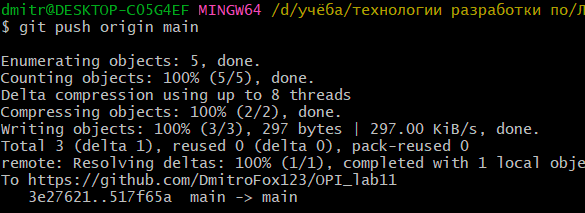 dmitr@DESKTOP-CO5G4EF MINGW64 /d/учёба/технологии разработки по/Л
$ git push origin main
Enumerating objects: 5, done.
Counting objects: 100% (5/5), done.
Delta compression using up to 8 threads
Compressing objects: 100% (2/2), done.
Writing objects: 100% (3/3), 297 bytes | 297.00 KiB/s, done.
Total 3 (delta 1), reused 0 (delta 0), pack-reused 0
remote: Resolving deltas: 100% (1/1), completed with 1 local obje
To https://github.com/DmitroFox123/OPI_lab11
   3e27621..517f65a  main -> main